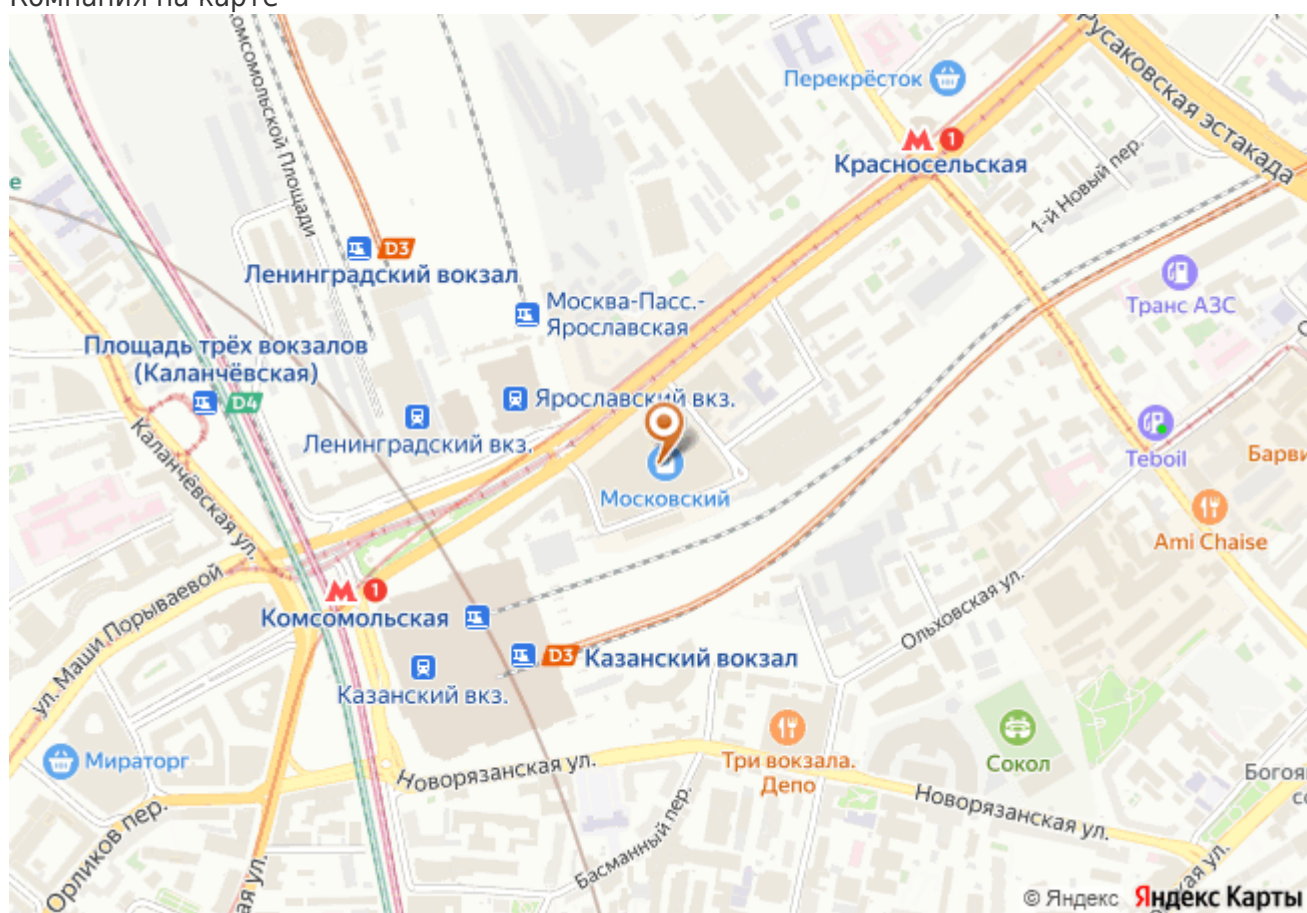 Компания на карте
Комсомольской Площади
Русаковская эстакада
Перекрёсток
1
Красносельская
1-й Новый пер.
D3
Ленинградский вокзал
Москва-Пасс.-
Ярославская
Транс АЗС
Площадь трёх вокзалов
(Каланчёвская)
D4
Ярославский вкз.
Ленинградский вкз.
Каланчёвская ул.
Московский
Teboil
Ami Chaise
1
Комсомольская
ул. Маши Порываевой
Ольховская ул.
D3
Казанский вокзал
Казанский вкз.
Мираторг
Новорязанская ул.
Три вокзала.
Депо
Сокол
Новорязанская ул.
Орликов пер.
Басманный пер.
© Яндекс Яндекс Карты